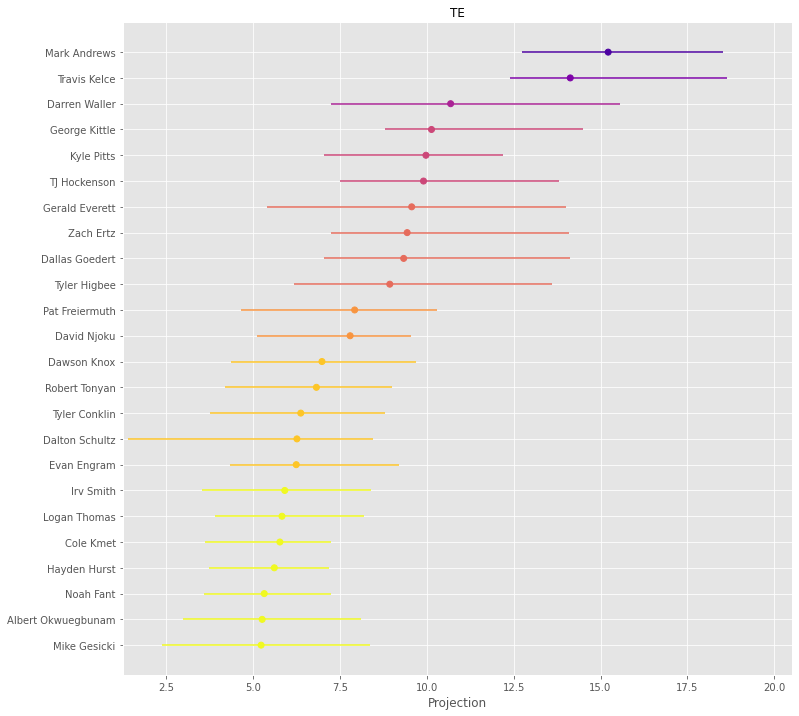 TE
Mark Andrews
Travis Kelce
Darren Waller
George Kittle
Kyle Pitts
TJ Hockenson
Gerald Everett
Zach Ertz
Dallas Goedert
Tyler Higbee
Pat Freiermuth
David Njoku
Dawson Knox
Robert Tonyan
Tyler Conklin
Dalton Schultz
Evan Engram
Irv Smith
Logan Thomas
Cole Kmet
Hayden Hurst
Noah Fant
Albert Okwuegbunam
Mike Gesicki
2.5 5.0 7.5 10.0 12.5 15.0 17.5 20.0
Projection